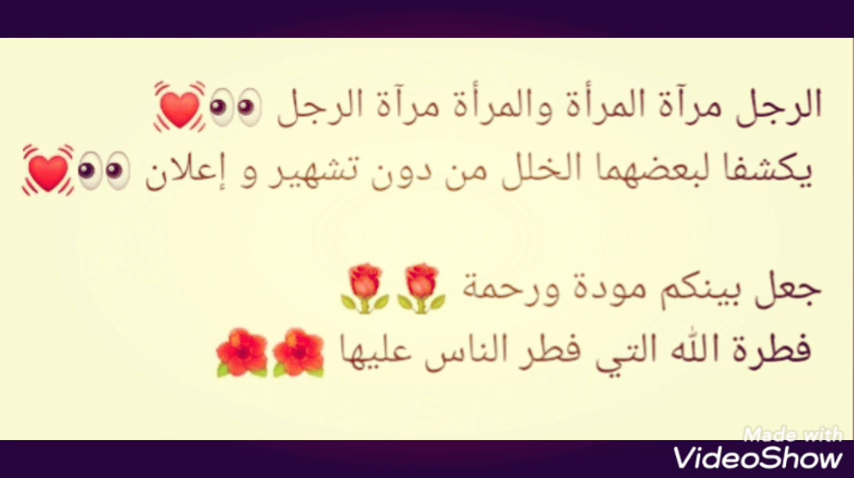 الرجل مرآة المرأة والمرأة مرآة الرجل 👀💓
يكشفا لبعضهما الخلل من دون تشهير و إعلان 👀💓
جعل بينكم مودة ورحمة 🌹🌹
فطرة الله التي فطر الناس عليها 🌺🌺
Made with
VideoShow